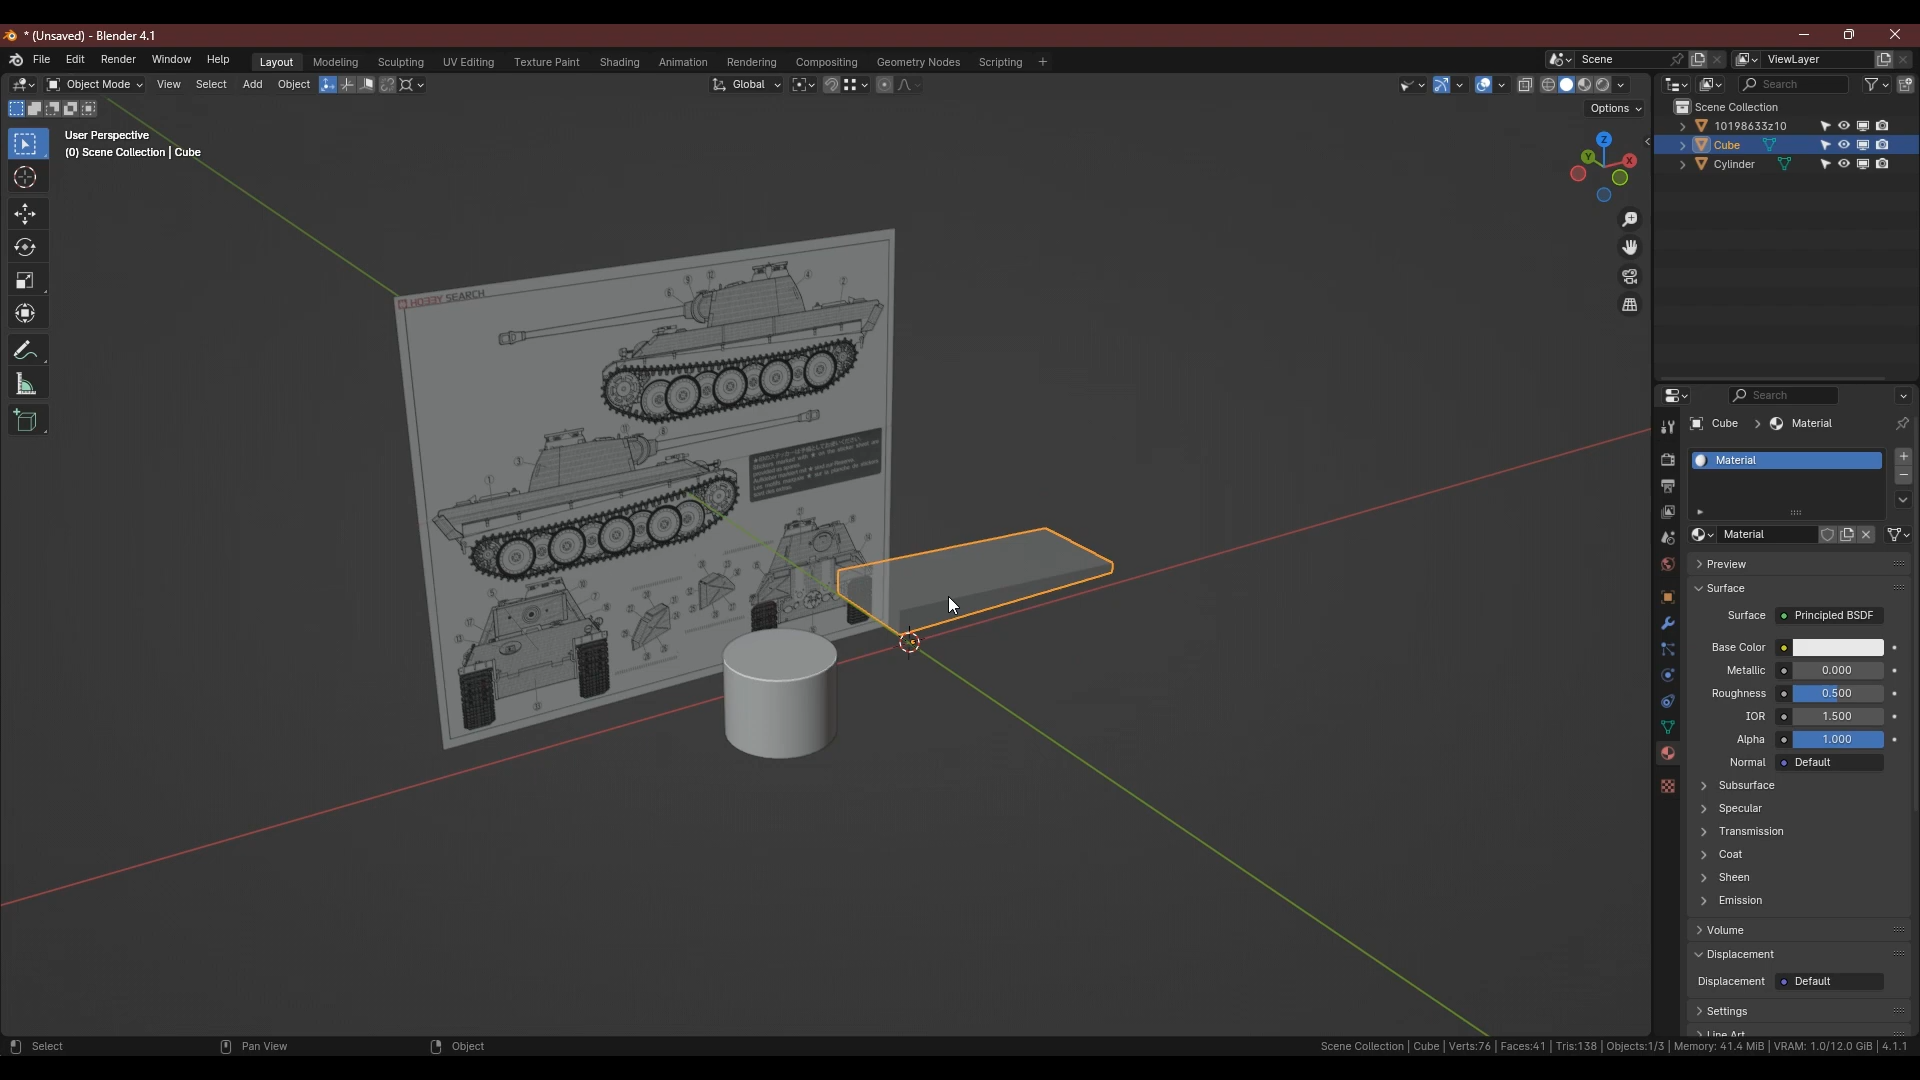 * (Unsaved) - Blender 4.1
File Edit Render Window Help Layout Modeling Sculpting UV Editing Texture Paint Shading Animation Rendering Compositing Geometry Nodes Scripting + Scene ViewLayer
Object Mode View Select Add Object Global Search
Options
User Perspective
(0) Scene Collection | Cube
Z
Y
X
Scene Collection
10198633z10
Cube
Cylinder
HOBBY SEARCH
Search
Cube > Material
Material
Material
Preview
Surface
Surface Principled BSDF
Base Color
Metallic 0.000
Roughness 0.500
IOR 1.500
Alpha 1.000
Normal Default
Subsurface
Specular
Transmission
Coat
Sheen
Emission
Volume
Displacement
Displacement Default
Settings
Line Art
Select Pan View Object Scene Collection | Cube | Verts:76 | Faces:41 | Tris:138 | Objects:1/3 | Memory: 41.4 MiB | VRAM: 1.0/12.0 GiB | 4.1.1